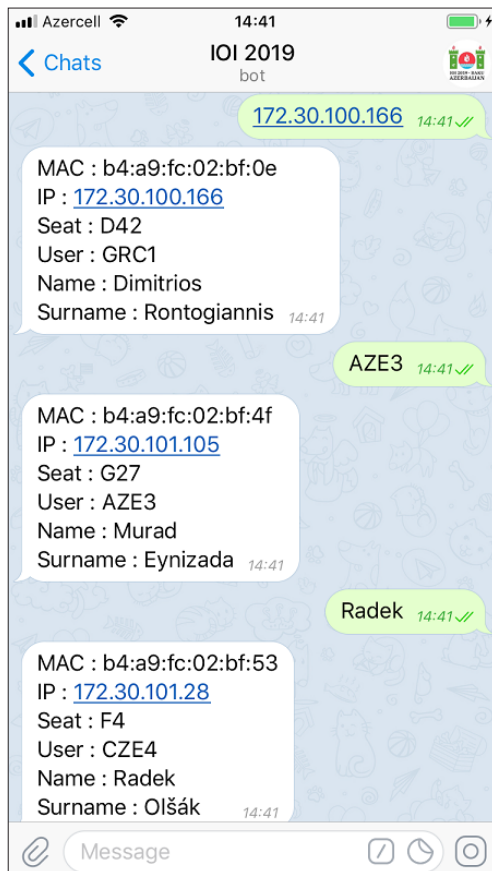 Azercell 14:41
Chats IOI 2019
bot
172.30.100.166 14:41
MAC : b4:a9:fc:02:bf:0e
IP : 172.30.100.166
Seat : D42
User : GRC1
Name : Dimitrios
Surname : Rontogiannis 14:41
AZE3 14:41
MAC : b4:a9:fc:02:bf:4f
IP : 172.30.101.105
Seat : G27
User : AZE3
Name : Murad
Surname : Eynizada 14:41
Radek 14:41
MAC : b4:a9:fc:02:bf:53
IP : 172.30.101.28
Seat : F4
User : CZE4
Name : Radek
Surname : Olšák 14:41
Message